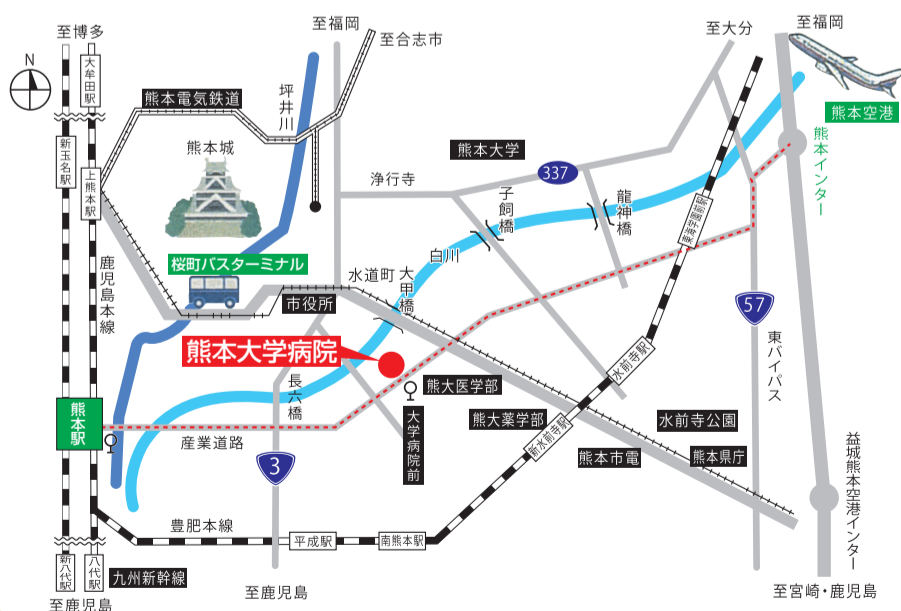 至博多
至福岡
至合志市
至大分
至福岡
N
大牟田駅
熊本電気鉄道
坪井川
熊本空港
新玉名駅
熊本城
熊本大学
熊本インター
上熊本駅
浄行寺
337
子飼橋
龍神橋
東海学園前駅
鹿児島本線
桜町バスターミナル
白川
水道町
大甲橋
市役所
57
東バイパス
熊本大学病院
水前寺駅
長六橋
熊大医学部
熊本駅
大学病院前
熊大薬学部
水前寺公園
新水前寺駅
産業道路
熊本市電
熊本県庁
3
益城熊本空港インター
豊肥本線
平成駅
南熊本駅
新八代駅
八代駅
九州新幹線
至鹿児島
至鹿児島
至宮崎・鹿児島